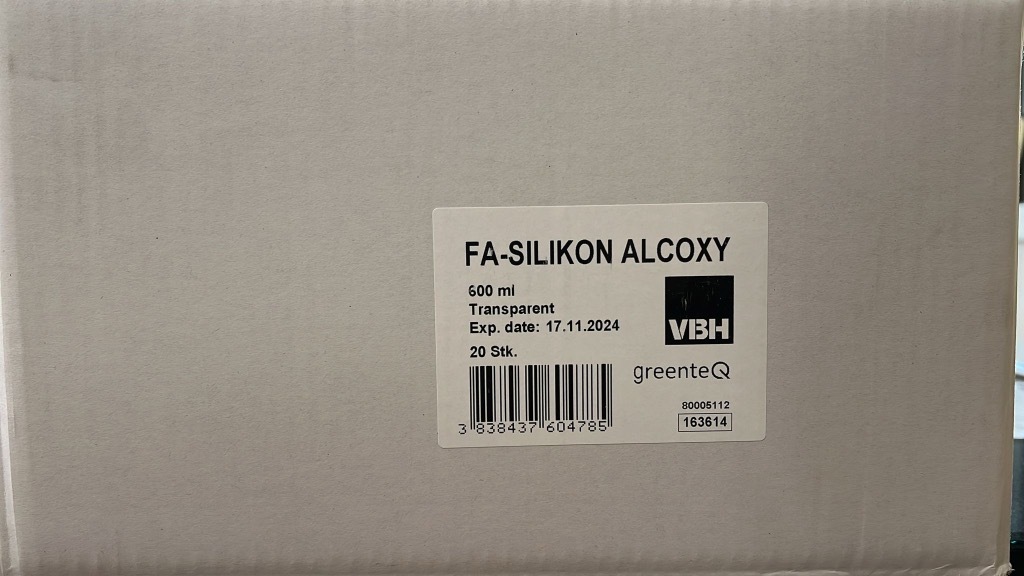 FA-SILIKON ALCOXY
600 ml
Transparent
Exp. date: 17.11.2024
20 Stk.
VBH
greenteQ
3 838437 604785
80005112
163614